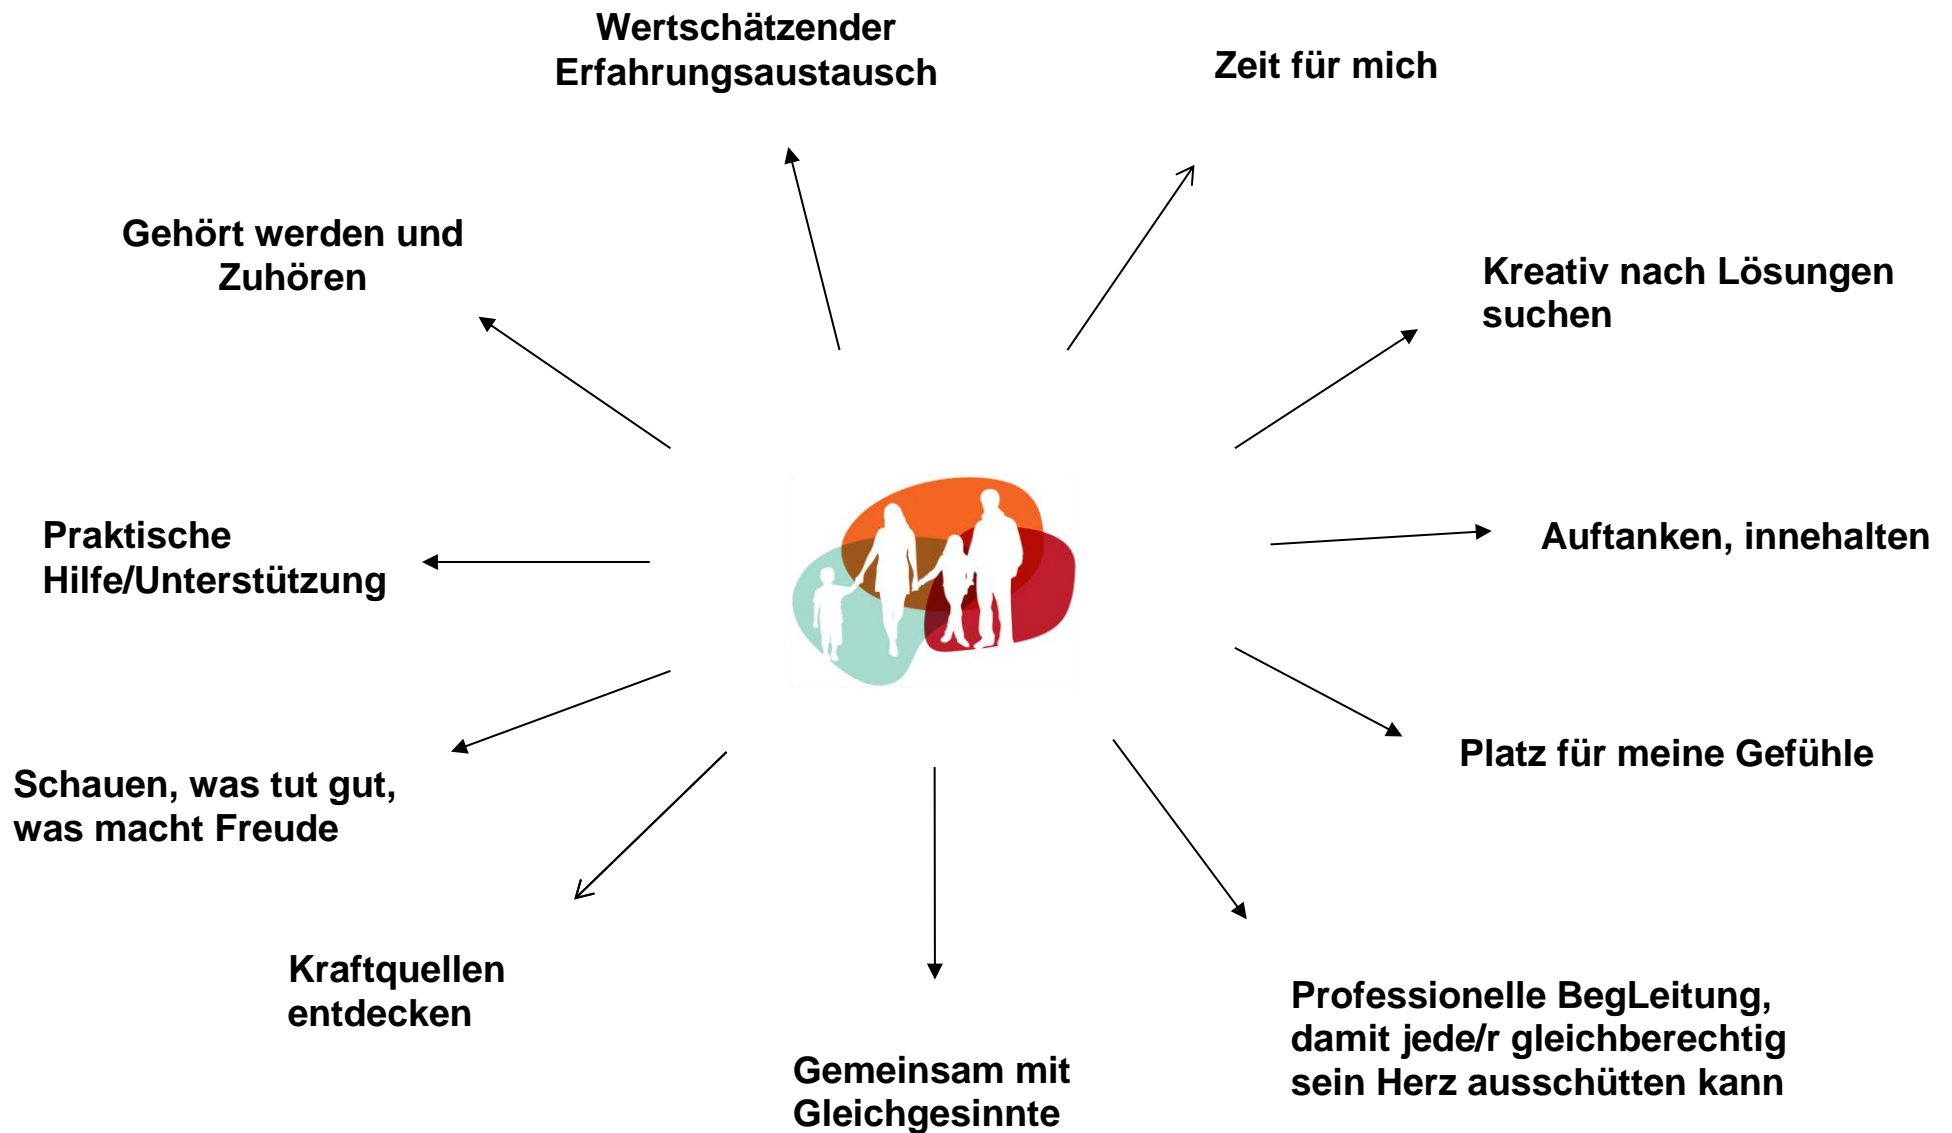 Wertschätzender
Erfahrungsaustausch
Zeit für mich
Gehört werden und
Zuhören
Kreativ nach Lösungen
suchen
Praktische
Hilfe/Unterstützung
Auftanken, innehalten
Schauen, was tut gut,
was macht Freude
Platz für meine Gefühle
Kraftquellen
entdecken
Gemeinsam mit
Gleichgesinnte
Professionelle BegLeitung,
damit jede/r gleichberechtig
sein Herz ausschütten kann